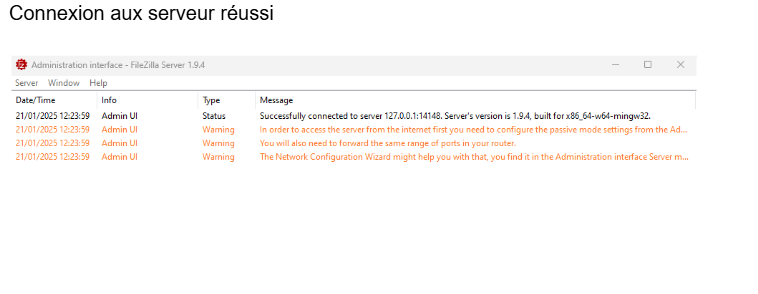 Connexion aux serveur réussi
Administration interface - FileZilla Server 1.9.4
Server Window Help
Date/Time Info Type Message
21/01/2025 12:23:59 Admin UI Status Successfully connected to server 127.0.0.1:14148. Server's version is 1.9.4, built for x86_64-w64-mingw32.
21/01/2025 12:23:59 Admin UI Warning In order to access the server from the internet first you need to configure the passive mode settings from the Ad...
21/01/2025 12:23:59 Admin UI Warning You will also need to forward the same range of ports in your router.
21/01/2025 12:23:59 Admin UI Warning The Network Configuration Wizard might help you with that, you find it in the Administration interface Server m...